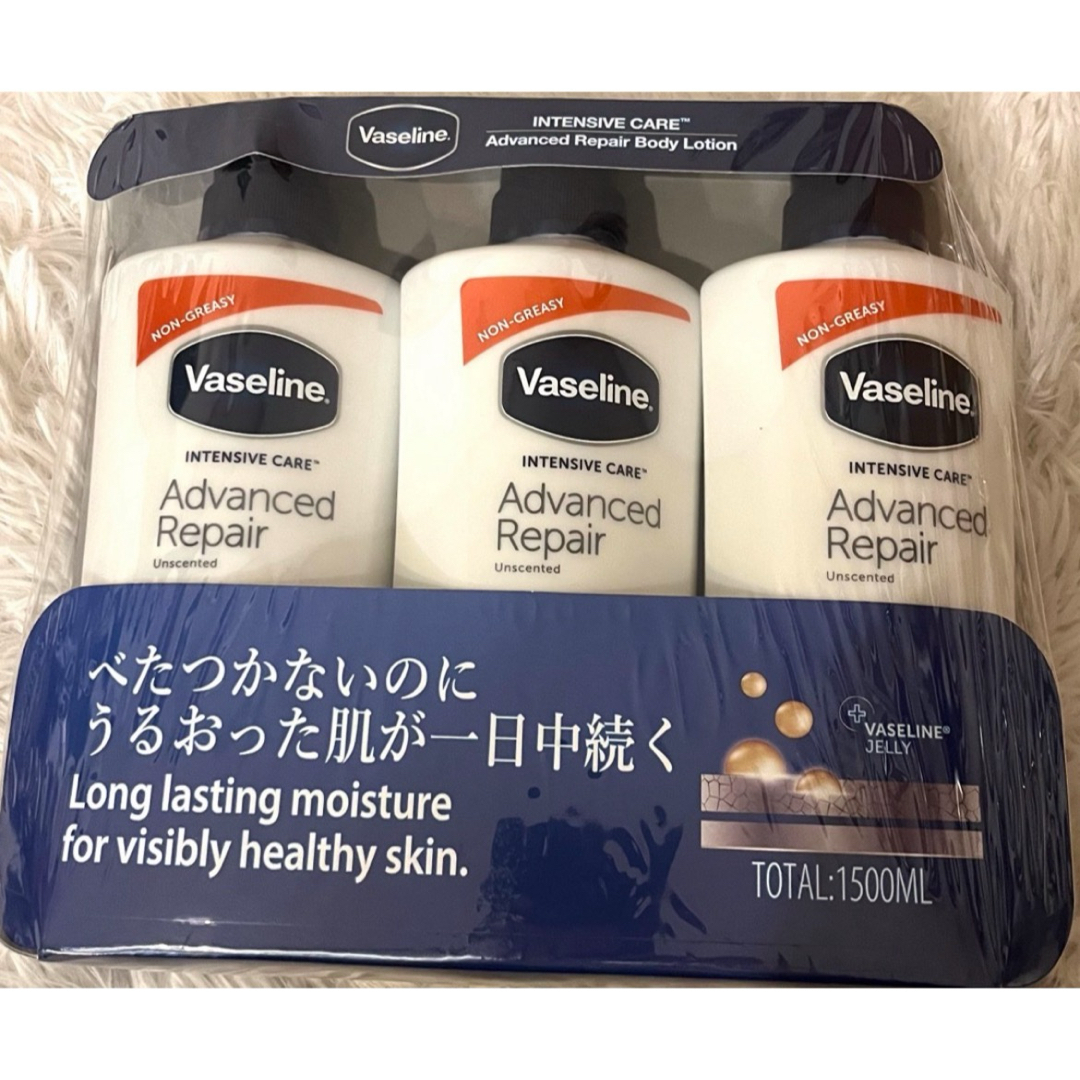 Vaseline.
INTENSIVE CARE™
Advanced Repair Body Lotion
NON-GREASY
Vaseline®
INTENSIVE CARE™
Advanced
Repair
Unscented
NON-GREASY
Vaseline®
INTENSIVE CARE™
Advanced
Repair
Unscented
NON-GREASY
Vaseline®
INTENSIVE CARE™
Advanced
Repair
Unscented
べたつかないのに
うるおった肌が一日中続く
Long lasting moisture
for visibly healthy skin.
VASELINE®
JELLY
TOTAL:1500ML